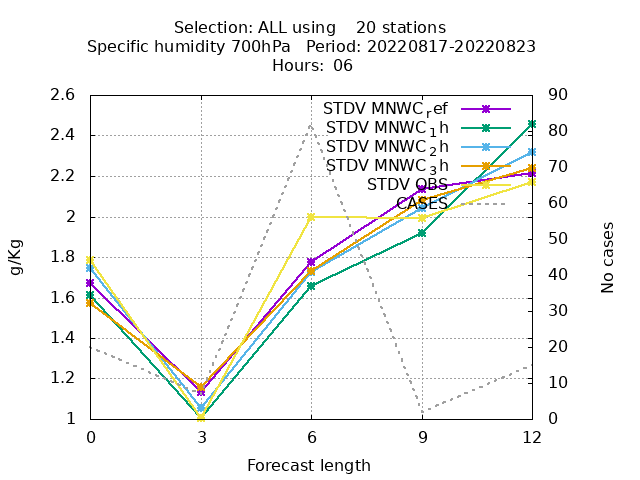 Selection: ALL using    20 stations
Specific humidity 700hPa   Period: 20220817-20220823
Hours:  06
2.6
2.4
2.2
2
1.8
1.6
1.4
1.2
1
90
80
70
60
50
40
30
20
10
0
g/Kg
No cases
STDV MNWC_ref
STDV MNWC_1h
STDV MNWC_2h
STDV MNWC_3h
STDV OBS
CASES
0 3 6 9 12
Forecast length